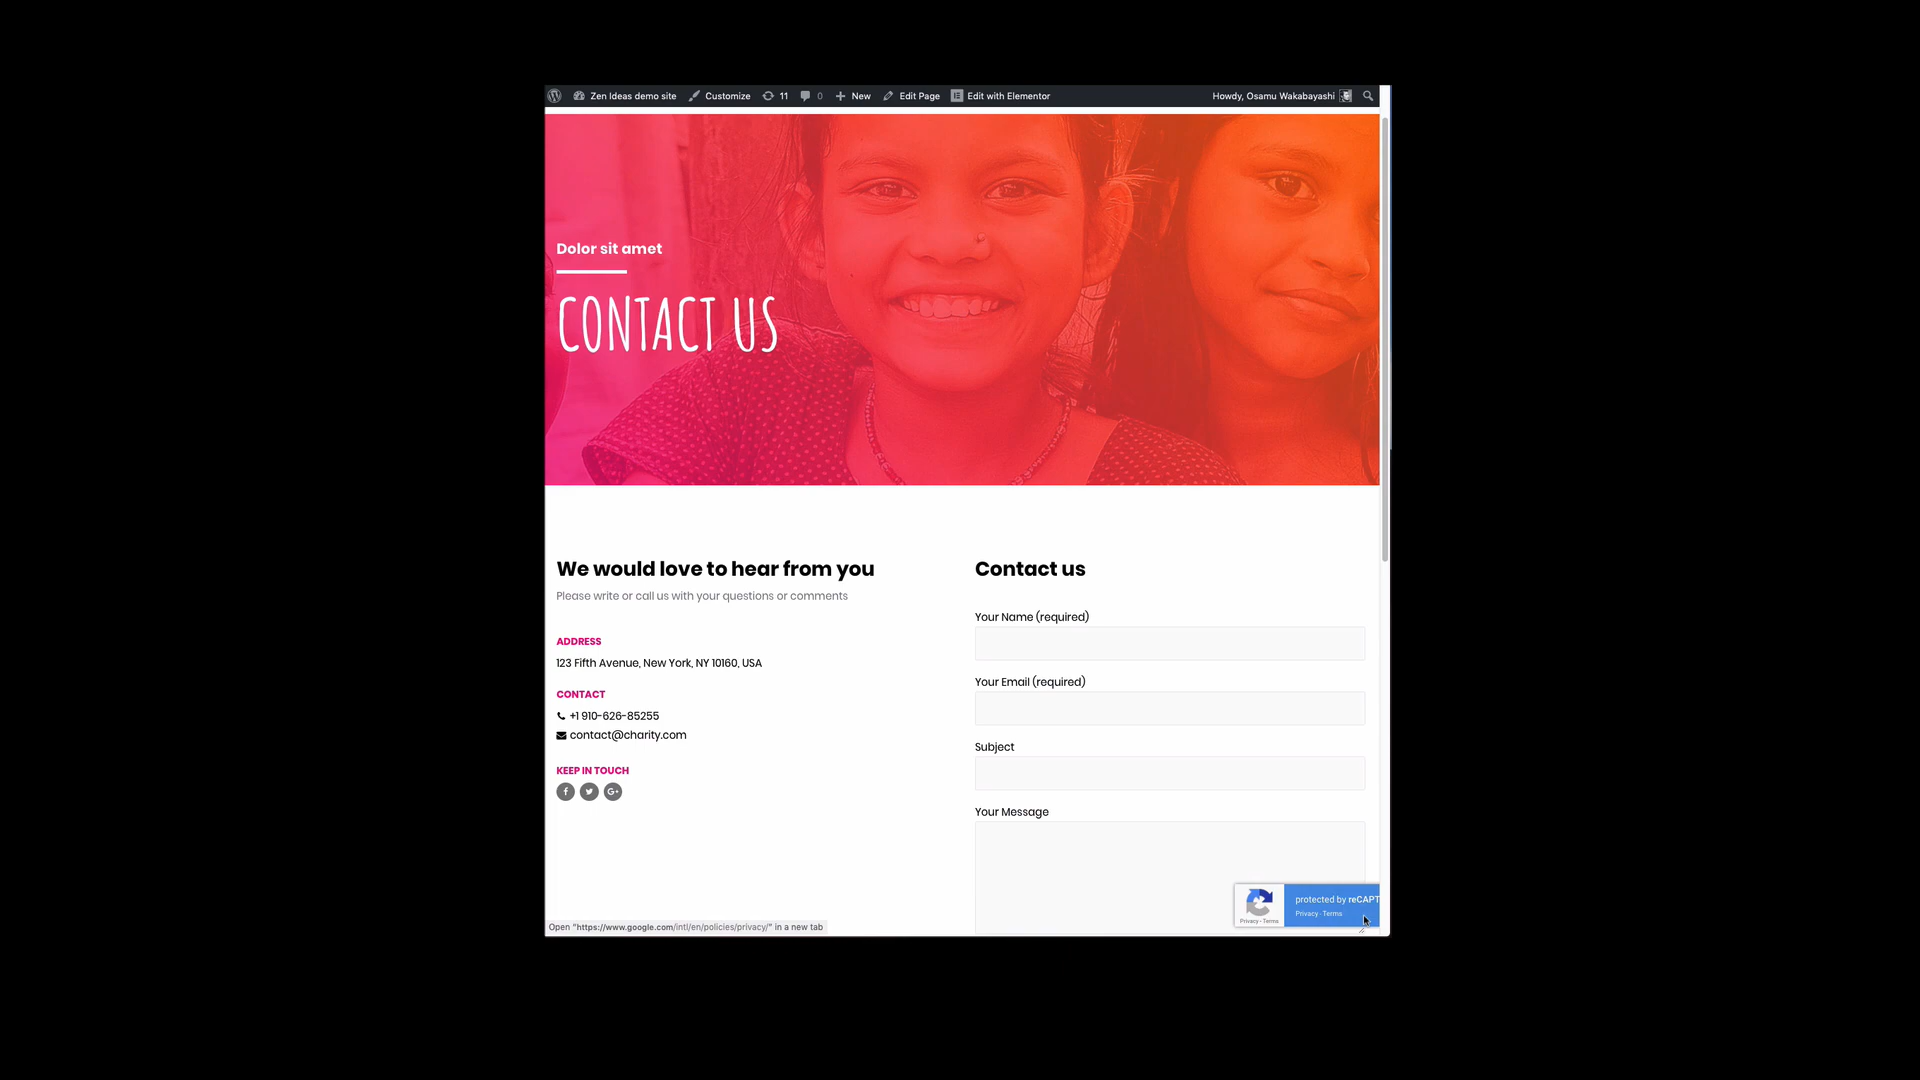 Zen Ideas demo site Customize 11 0 New Edit Page Edit with Elementor Howdy, Osamu Wakabayashi
Dolor sit amet
CONTACT US
We would love to hear from you
Please write or call us with your questions or comments
ADDRESS
123 Fifth Avenue, New York, NY 10160, USA
CONTACT
+1 910-626-85255
contact@charity.com
KEEP IN TOUCH
Contact us
Your Name (required)
Your Email (required)
Subject
Your Message
protected by reCAPT
Privacy - Terms
Privacy - Terms
Open "https://www.google.com/intl/en/policies/privacy/" in a new tab